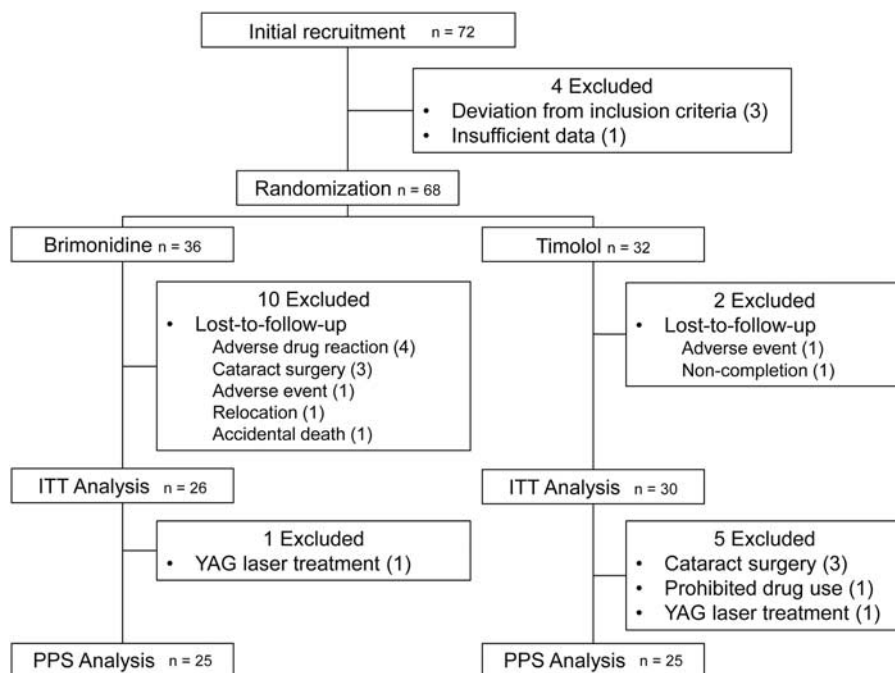 Initial recruitment n = 72
4 Excluded
• Deviation from inclusion criteria (3)
• Insufficient data (1)
Randomization n = 68
Brimonidine n = 36
Timolol n = 32
10 Excluded
• Lost-to-follow-up
Adverse drug reaction (4)
Cataract surgery (3)
Adverse event (1)
Relocation (1)
Accidental death (1)
2 Excluded
• Lost-to-follow-up
Adverse event (1)
Non-completion (1)
ITT Analysis n = 26
ITT Analysis n = 30
1 Excluded
• YAG laser treatment (1)
5 Excluded
• Cataract surgery (3)
• Prohibited drug use (1)
• YAG laser treatment (1)
PPS Analysis n = 25
PPS Analysis n = 25